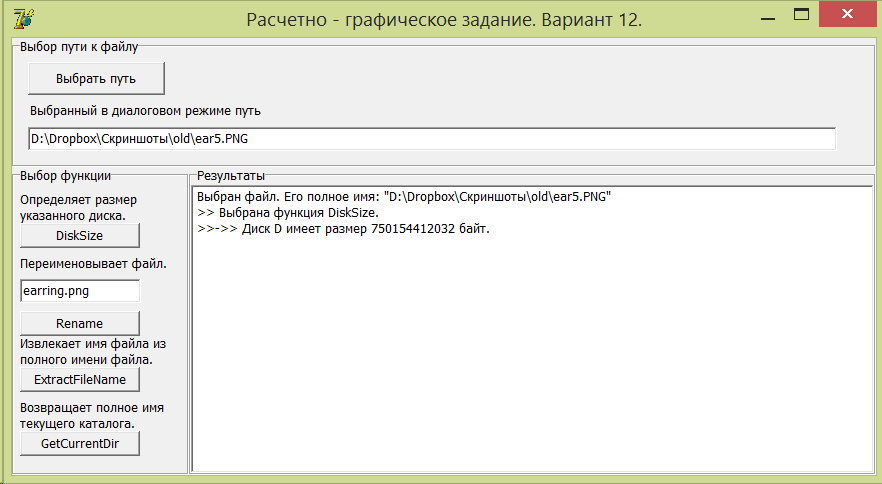 Расчетно - графическое задание. Вариант 12.
Выбор пути к файлу
Выбрать путь
Выбранный в диалоговом режиме путь
D:\Dropbox\Скриншоты\old\ear5.PNG
Выбор функции
Определяет размер
указанного диска.
DiskSize
Переименовывает файл.
earring.png
Rename
Извлекает имя файла из
полного имени файла.
ExtractFileName
Возвращает полное имя
текущего каталога.
GetCurrentDir
Результаты
Выбран файл. Его полное имя: "D:\Dropbox\Скриншоты\old\ear5.PNG"
>> Выбрана функция DiskSize.
>>->> Диск D имеет размер 750154412032 байт.